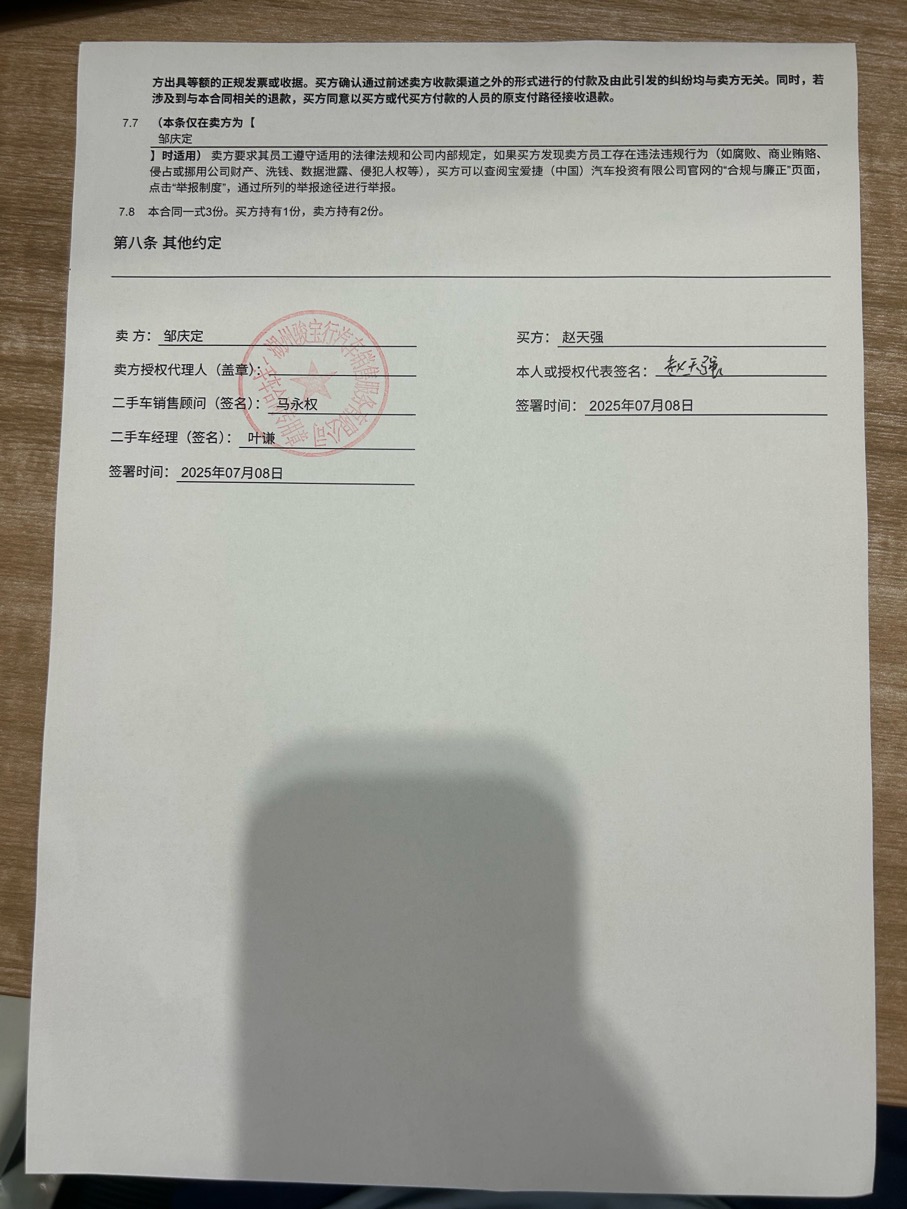 方出具等额的正规发票或收据。买方确认通过前述卖方收款渠道之外的形式进行的付款及由此引发的纠纷均与卖方无关。同时，若
涉及到与本合同相关的退款，买方同意以买方或代买方付款的人员的原支付路径接收退款。
7.7 （本条仅在卖方为【
邹庆定
】时适用）卖方要求其员工遵守适用的法律法规和公司内部规定，如果买方发现卖方员工存在违法违规行为（如腐败、商业贿赂、
侵占或挪用公司财产、洗钱、数据泄露、侵犯人权等），买方可以查阅宝爱捷（中国）汽车投资有限公司官网的“合规与廉正”页面，
点击“举报制度”，通过所列的举报途径进行举报。
7.8 本合同一式3份。买方持有1份，卖方持有2份。
第八条 其他约定
卖 方： 邹庆定
卖方授权代理人（盖章）：
二手车销售顾问（签名）： 马永权
二手车经理（签名）： 叶谦
签署时间： 2025年07月08日
湖州骏宝行汽车销售服务有限公司
买方： 赵天强
本人或授权代表签名： 赵天强
签署时间： 2025年07月08日